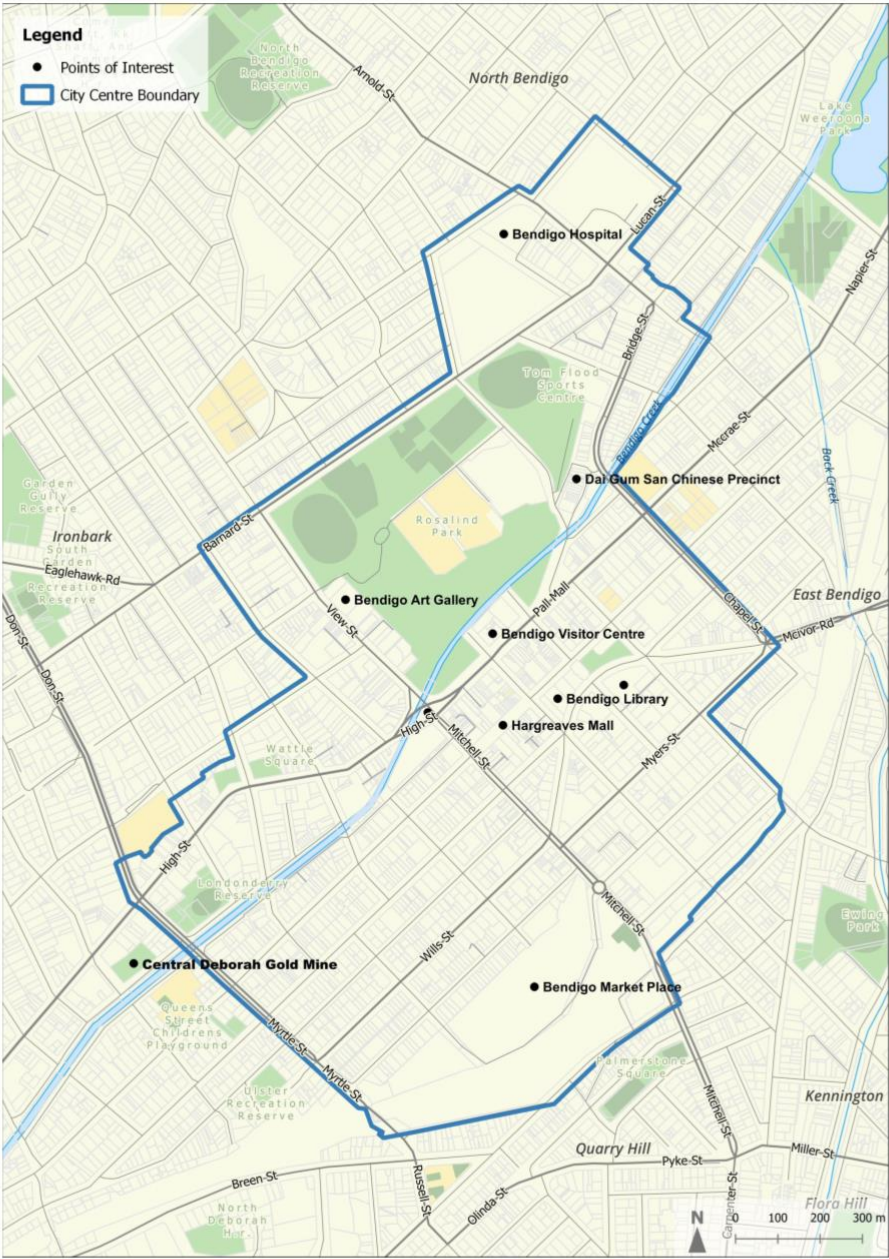 Legend
Points of Interest
City Centre Boundary
North
Bendigo
Recreation
Reserve
Arnold-St
North Bendigo
Lake
Weeroona
Park
Lucan-St
Bendigo Hospital
Napier-St
Bridge-St
Tom Flood
Sports
Centre
Bendigo Creek
Mccrae-St
Back Creek
Dai Gum San Chinese Precinct
Garden
Gully
Reserve
Rosalind
Park
Barnard-St
Ironbark
South
Garden
Recreation
Reserve
Eaglehawk-Rd
Bendigo Art Gallery
Pall-Mall
Chapel-St
East Bendigo
Mcivor-Rd
View-St
Bendigo Visitor Centre
Don-St
Don-St
Bendigo Library
High-St
Hargreaves Mall
Mitchell-St
Myers-St
Wattle
Square
High-St
Londonderry
Reserve
Mitchell-St
Ewing
Park
Wills-St
Central Deborah Gold Mine
Bendigo Market Place
Queens
Street
Childrens
Playground
Myrtle-St
Myrtle-St
Palmerstone
Square
Ulster
Recreation
Reserve
Mitchell-St
Kennington
Quarry Hill
Pyke-St
Miller-St
Breen-St
Russell-St
Olinda-St
Carpenter-St
Flora Hill
North
Deborah
H.r.
N
0 100 200 300 m